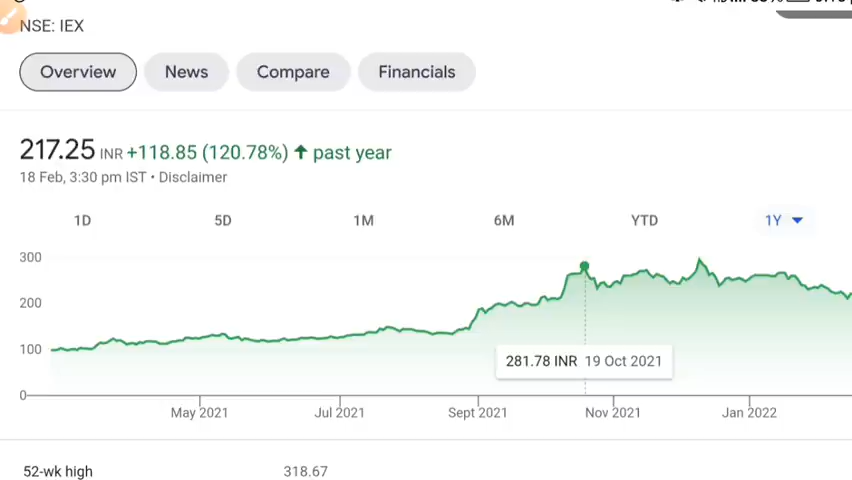 NSE: IEX
Overview News Compare Financials
217.25 INR +118.85 (120.78%) ↑ past year
18 Feb, 3:30 pm IST • Disclaimer
1D 5D 1M 6M YTD 1Y
300
200
100
0
281.78 INR 19 Oct 2021
May 2021 Jul 2021 Sept 2021 Nov 2021 Jan 2022
52-wk high 318.67